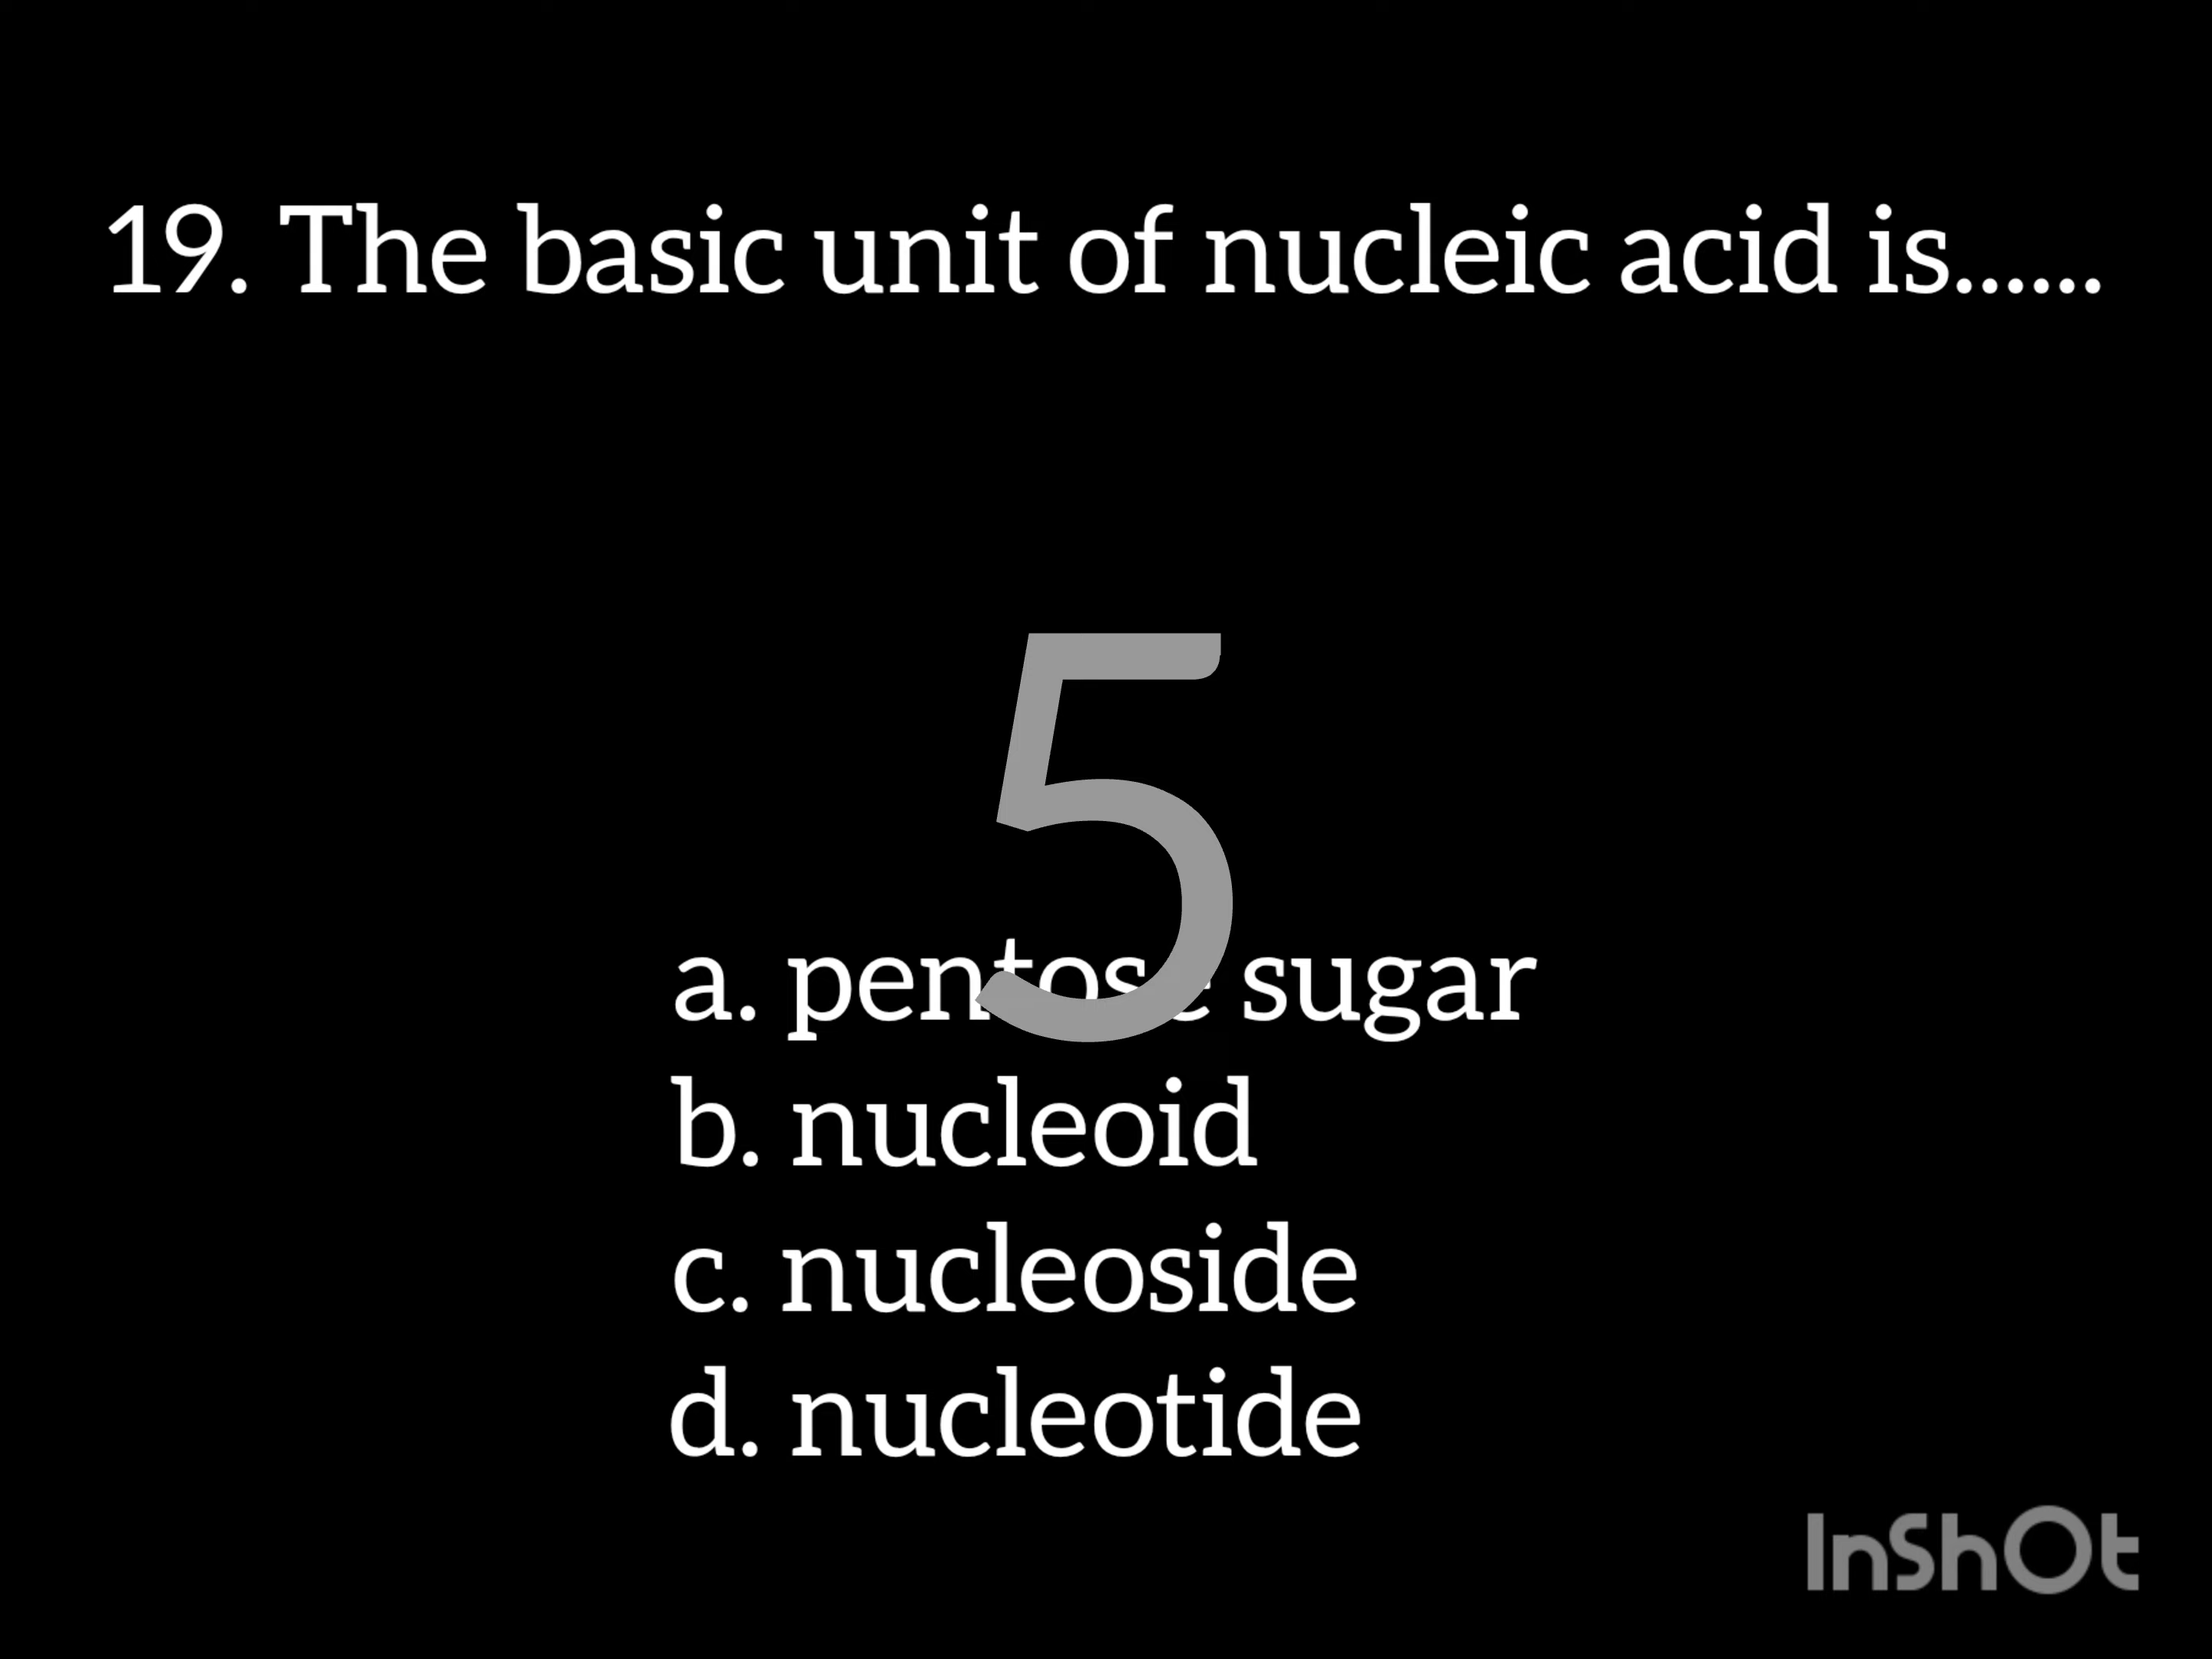 19. The basic unit of nucleic acid is......
5
a. pentose sugar
b. nucleoid
c. nucleoside
d. nucleotide
InShOt